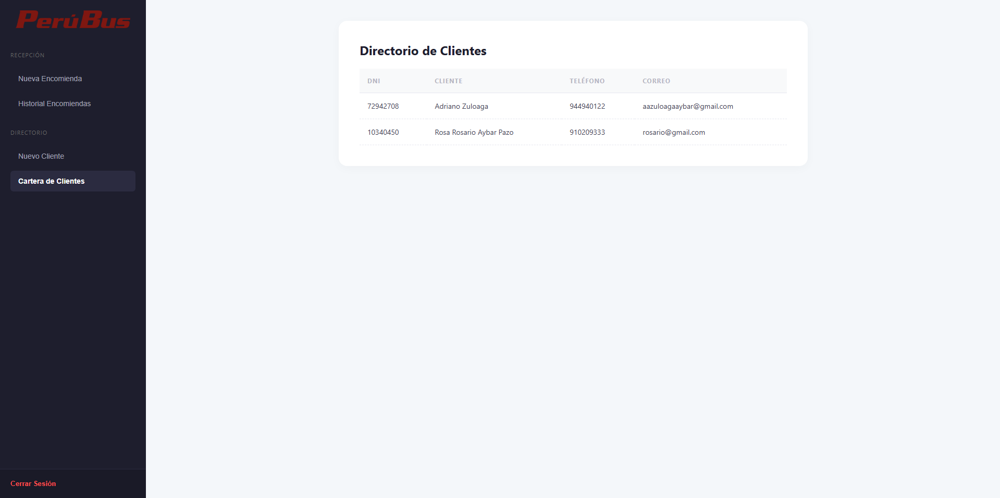 PerúBus
RECEPCIÓN
Nueva Encomienda
Historial Encomiendas
DIRECTORIO
Nuevo Cliente
Cartera de Clientes
Cerrar Sesión
Directorio de Clientes
DNI CLIENTE TELÉFONO CORREO
72942708 Adriano Zuloaga 944940122 aazuloagaaybar@gmail.com
10340450 Rosa Rosario Aybar Pazo 910209333 rosario@gmail.com